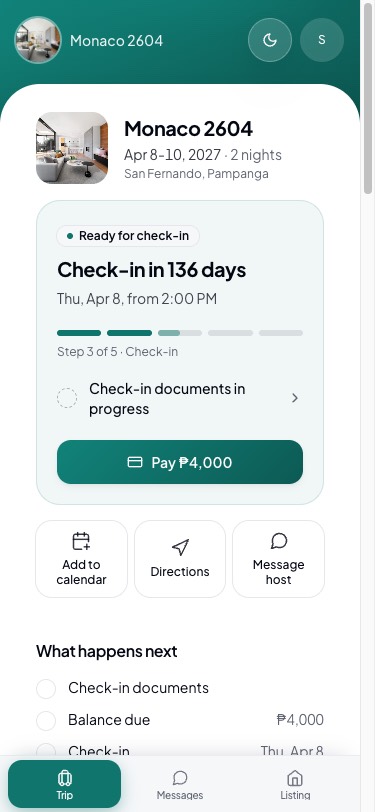 Monaco 2604
S
Monaco 2604
Apr 8-10, 2027 · 2 nights
San Fernando, Pampanga
Ready for check-in
Check-in in 136 days
Thu, Apr 8, from 2:00 PM
Step 3 of 5 · Check-in
Check-in documents in
progress
Pay ₱4,000
Add to
calendar
Directions
Message
host
What happens next
Check-in documents
Balance due ₱4,000
Check-in Thu, Apr 8
Trip
Messages
Listing